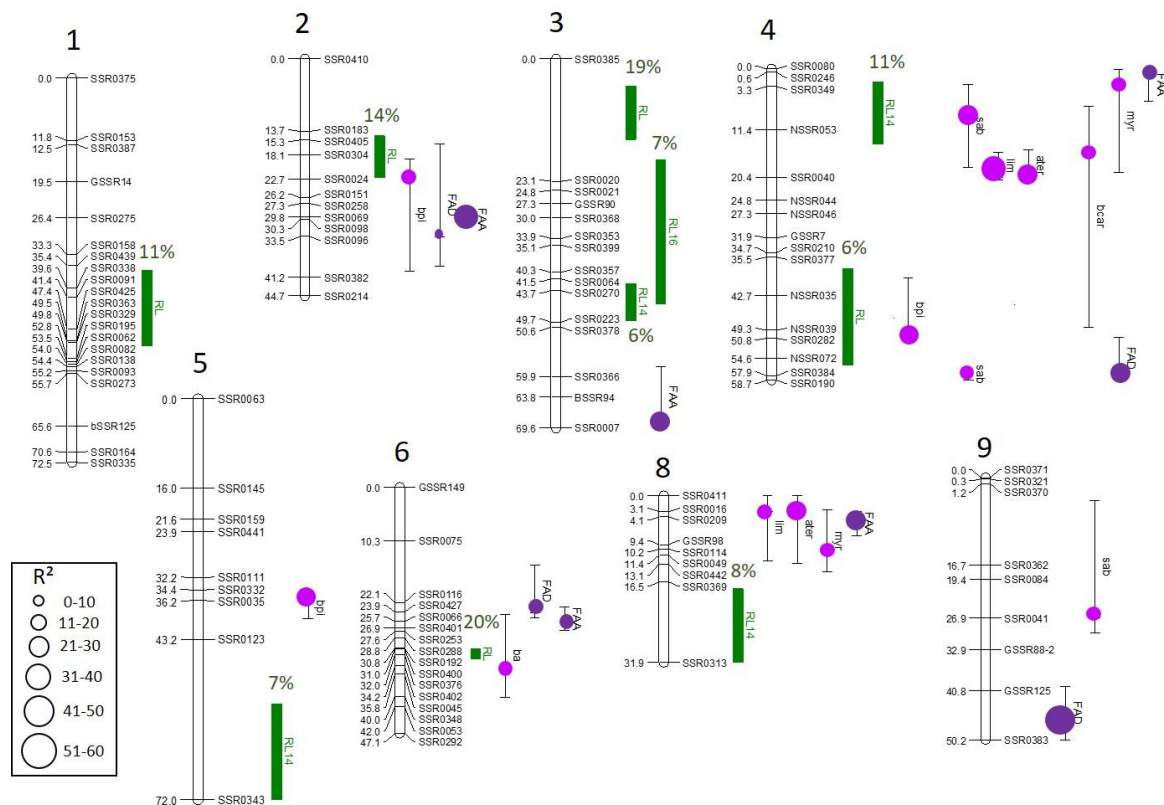 1
0.0 SSR0375
11.8 SSR0153
12.5 SSR0387
19.5 GSSR14
26.4 SSR0275
33.3 SSR0158
35.4 SSR0439
39.6 SSR0338
41.4 SSR0091
47.4 SSR0425
49.5 SSR0363
49.8 SSR0329
52.8 SSR0195
53.5 SSR0062
54.0 SSR0082
54.4 SSR0138
55.2 SSR0093
55.7 SSR0273
65.6 bSSR125
70.6 SSR0164
72.5 SSR0335
11%
RL
2
0.0 SSR0410
13.7 SSR0183
15.3 SSR0405
18.1 SSR0304
22.7 SSR0024
26.2 SSR0151
27.3 SSR0258
29.8 SSR0069
30.3 SSR0098
33.5 SSR0096
41.2 SSR0382
44.7 SSR0214
14%
RL
bpi
FAD
FAA
3
0.0 SSR0385
23.1 SSR0020
24.8 SSR0021
27.3 GSSR90
30.0 SSR0368
33.9 SSR0353
35.1 SSR0399
40.3 SSR0357
41.5 SSR0064
43.7 SSR0270
49.7 SSR0223
50.6 SSR0378
59.9 SSR0366
63.8 BSSR94
69.6 SSR0007
19%
RL
7%
RL16
RL14
6%
FAA
4
0.0 SSR0080
0.6 SSR0246
3.3 SSR0349
11.4 NSSR053
20.4 SSR0040
24.8 NSSR044
27.3 NSSR046
31.9 GSSR7
34.7 SSR0210
35.5 SSR0377
42.7 NSSR035
49.3 NSSR039
50.8 SSR0282
54.6 NSSR072
57.9 SSR0384
58.7 SSR0190
11%
RL14
6%
RL
bpi
sab
sab
lim
ater
bcar
myr
FAA
FAD
5
0.0 SSR0063
16.0 SSR0145
21.6 SSR0159
23.9 SSR0441
32.2 SSR0111
34.4 SSR0332
36.2 SSR0035
43.2 SSR0123
72.0 SSR0343
bpi
7%
RL14
6
0.0 GSSR149
10.3 SSR0075
22.1 SSR0116
23.9 SSR0427
25.7 SSR0066
26.9 SSR0401
27.6 SSR0253
28.8 SSR0288
30.8 SSR0192
31.0 SSR0400
32.0 SSR0376
34.2 SSR0402
35.8 SSR0045
40.0 SSR0348
42.0 SSR0053
47.1 SSR0292
20%
RL
ba
FAD
FAA
8
0.0 SSR0411
3.1 SSR0016
4.1 SSR0209
9.4 GSSR98
10.2 SSR0114
11.4 SSR0049
13.1 SSR0442
16.5 SSR0369
31.9 SSR0313
8%
RL14
lim
ater
myr
FAA
9
0.0 SSR0371
0.3 SSR0321
1.2 SSR0370
16.7 SSR0362
19.4 SSR0084
26.9 SSR0041
32.9 GSSR88-2
40.8 GSSR125
50.2 SSR0383
sab
FAD
R²
0-10
11-20
21-30
31-40
41-50
51-60